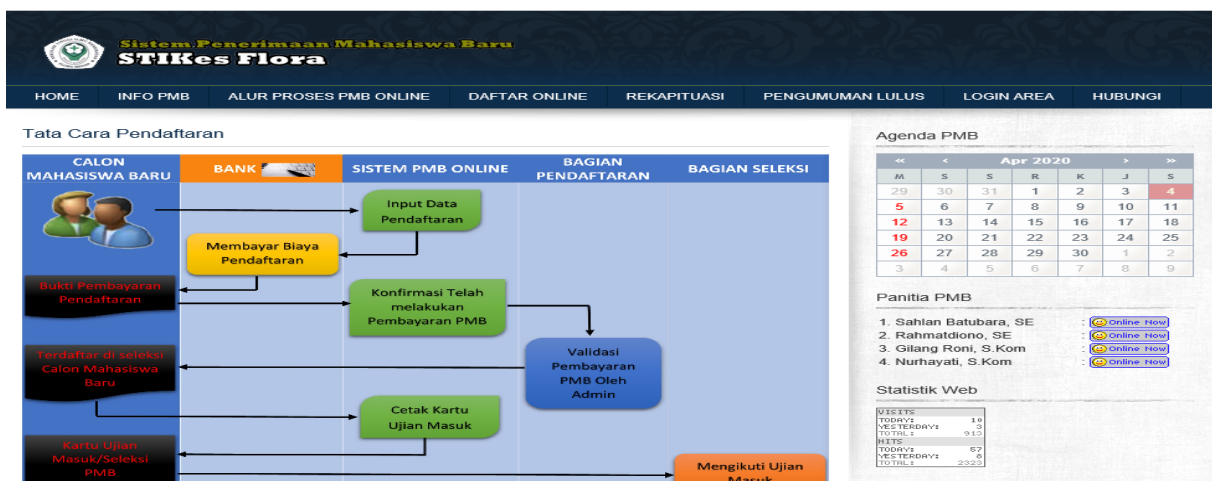 Sistem Penerimaan Mahasiswa Baru
STIKes Flora
HOME INFO PMB ALUR PROSES PMB ONLINE DAFTAR ONLINE REKAPITUASI PENGUMUMAN LULUS LOGIN AREA HUBUNGI
Tata Cara Pendaftaran
CALON
MAHASISWA BARU
BANK
SISTEM PMB ONLINE
BAGIAN
PENDAFTARAN
BAGIAN SELEKSI
Input Data
Pendaftaran
Membayar Biaya
Pendaftaran
Bukti Pembayaran
Pendaftaran
Konfirmasi Telah
melakukan
Pembayaran PMB
Validasi
Pembayaran
PMB Oleh
Admin
Terdaftar di seleksi
Calon Mahasiswa
Baru
Cetak Kartu
Ujian Masuk
Kartu Ujian
Masuk/Seleksi
PMB
Mengikuti Ujian
Masuk
Agenda PMB
« ‹ Apr 2020 › »
M S S R K J S
29 30 31 1 2 3 4
5 6 7 8 9 10 11
12 13 14 15 16 17 18
19 20 21 22 23 24 25
26 27 28 29 30 1 2
3 4 5 6 7 8 9
Panitia PMB
1. Sahlan Batubara, SE : Online Now
2. Rahmatdiono, SE : Online Now
3. Gilang Roni, S.Kom : Online Now
4. Nurhayati, S.Kom : Online Now
Statistik Web
VISITS
TODAY: 10
YESTERDAY: 3
TOTAL: 913
HITS
TODAY: 57
YESTERDAY: 6
TOTAL: 2323